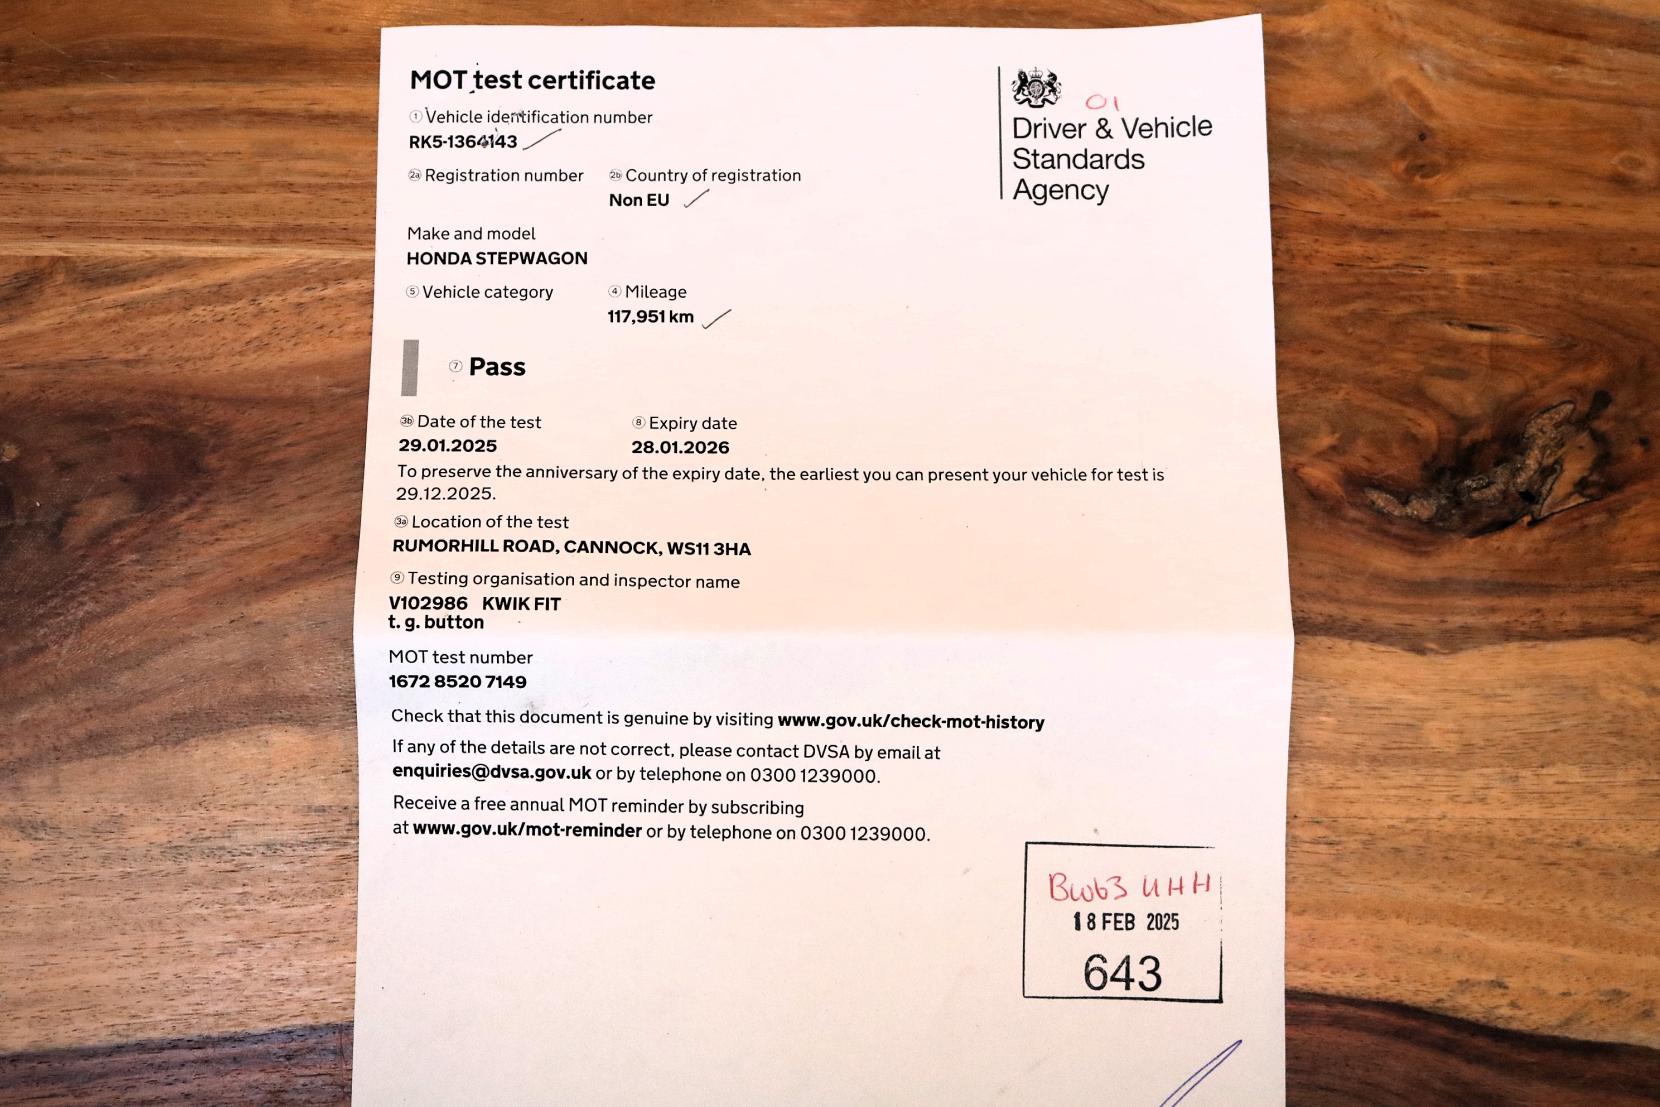 MOT test certificate
① Vehicle identification number
RK5-1364143
2a Registration number
2b Country of registration
Non EU
Make and model
HONDA STEPWAGON
⑤ Vehicle category
④ Mileage
117,951 km
⑦ Pass
3b Date of the test
29.01.2025
⑧ Expiry date
28.01.2026
To preserve the anniversary of the expiry date, the earliest you can present your vehicle for test is
29.12.2025.
3a Location of the test
RUMORHILL ROAD, CANNOCK, WS11 3HA
⑨ Testing organisation and inspector name
V102986 KWIK FIT
t. g. button
MOT test number
1672 8520 7149
Check that this document is genuine by visiting www.gov.uk/check-mot-history
If any of the details are not correct, please contact DVSA by email at
enquiries@dvsa.gov.uk or by telephone on 0300 1239000.
Receive a free annual MOT reminder by subscribing
at www.gov.uk/mot-reminder or by telephone on 0300 1239000.
01
Driver & Vehicle
Standards
Agency
BW63 UHH
18 FEB 2025
643